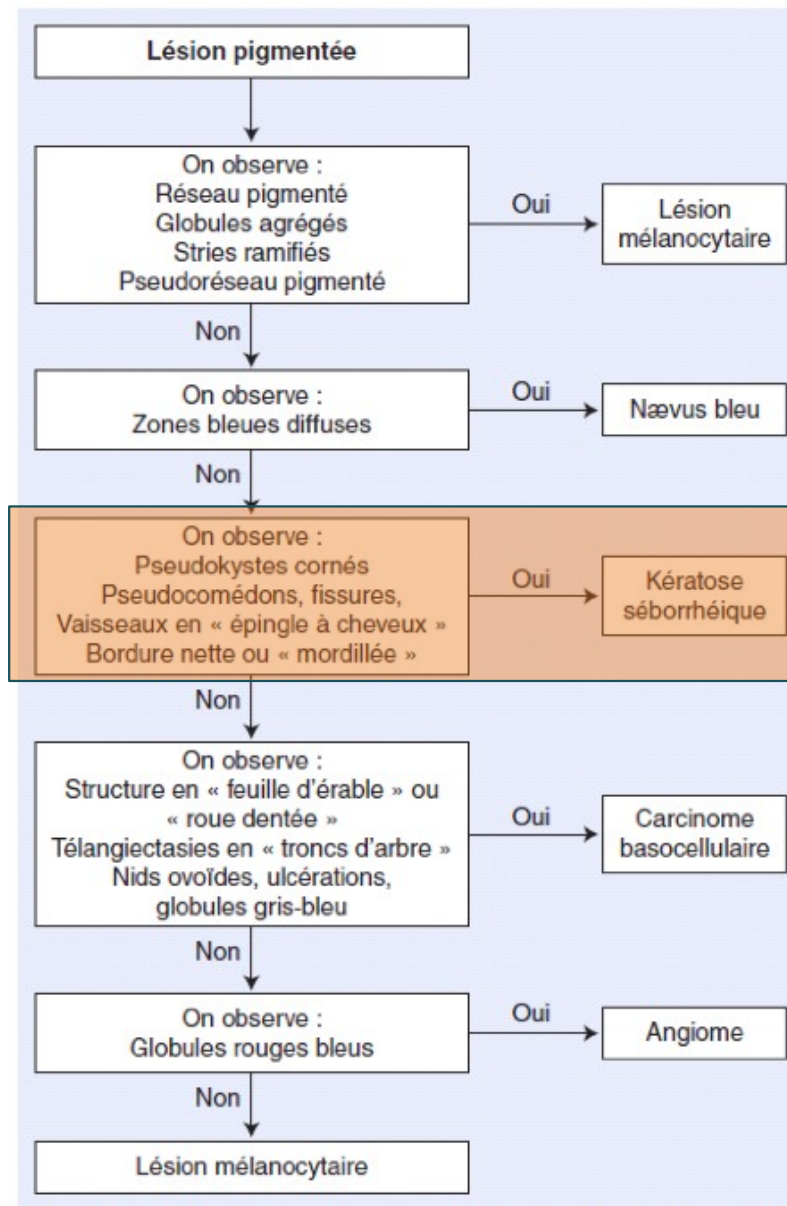 Lésion pigmentée
On observe :
Réseau pigmenté
Globules agrégés
Stries ramifiés
Pseudoréseau pigmenté
Oui
Lésion
mélanocytaire
Non
On observe :
Zones bleues diffuses
Oui
Nævus bleu
Non
On observe :
Pseudokystes cornés
Pseudocomédons, fissures,
Vaisseaux en « épingle à cheveux »
Bordure nette ou « mordillée »
Oui
Kératose
séborrhéique
Non
On observe :
Structure en « feuille d'érable » ou
« roue dentée »
Télangiectasies en « troncs d'arbre »
Nids ovoïdes, ulcérations,
globules gris-bleu
Oui
Carcinome
basocellulaire
Non
On observe :
Globules rouges bleus
Oui
Angiome
Non
Lésion mélanocytaire